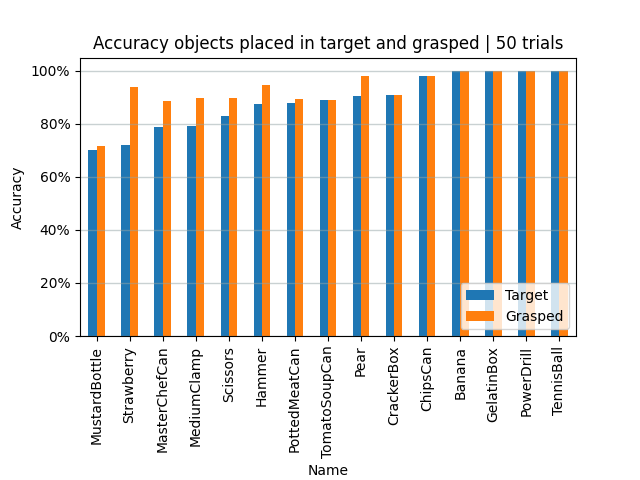 Accuracy objects placed in target and grasped | 50 trials
100%
80%
60%
40%
20%
0%
Accuracy
Target
Grasped
MustardBottle
Strawberry
MasterChefCan
MediumClamp
Scissors
Hammer
PottedMeatCan
TomatoSoupCan
Pear
CrackerBox
ChipsCan
Banana
GelatinBox
PowerDrill
TennisBall
Name